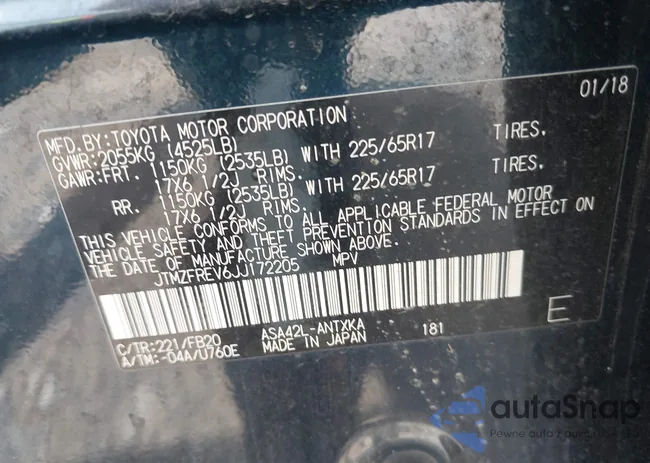 01/18
MFD.BY:TOYOTA MOTOR CORPORATION
GVWR:2055KG (4525LB)
GAWR:FRT. 1150KG (2535LB) WITH 225/65R17 TIRES.
17X6 1/2J RIMS.
RR. 1150KG (2535LB) WITH 225/65R17 TIRES.
17X6 1/2J RIMS.
THIS VEHICLE CONFORMS TO ALL APPLICABLE FEDERAL MOTOR
VEHICLE SAFETY AND THEFT PREVENTION STANDARDS IN EFFECT ON
THE DATE OF MANUFACTURE SHOWN ABOVE.
JTMZFREV6JJ172205 MPV
E
C/TR:221/FB20 ASA42L-ANTXKA 181
A/TM:-04A/U760E MADE IN JAPAN
autaSnap